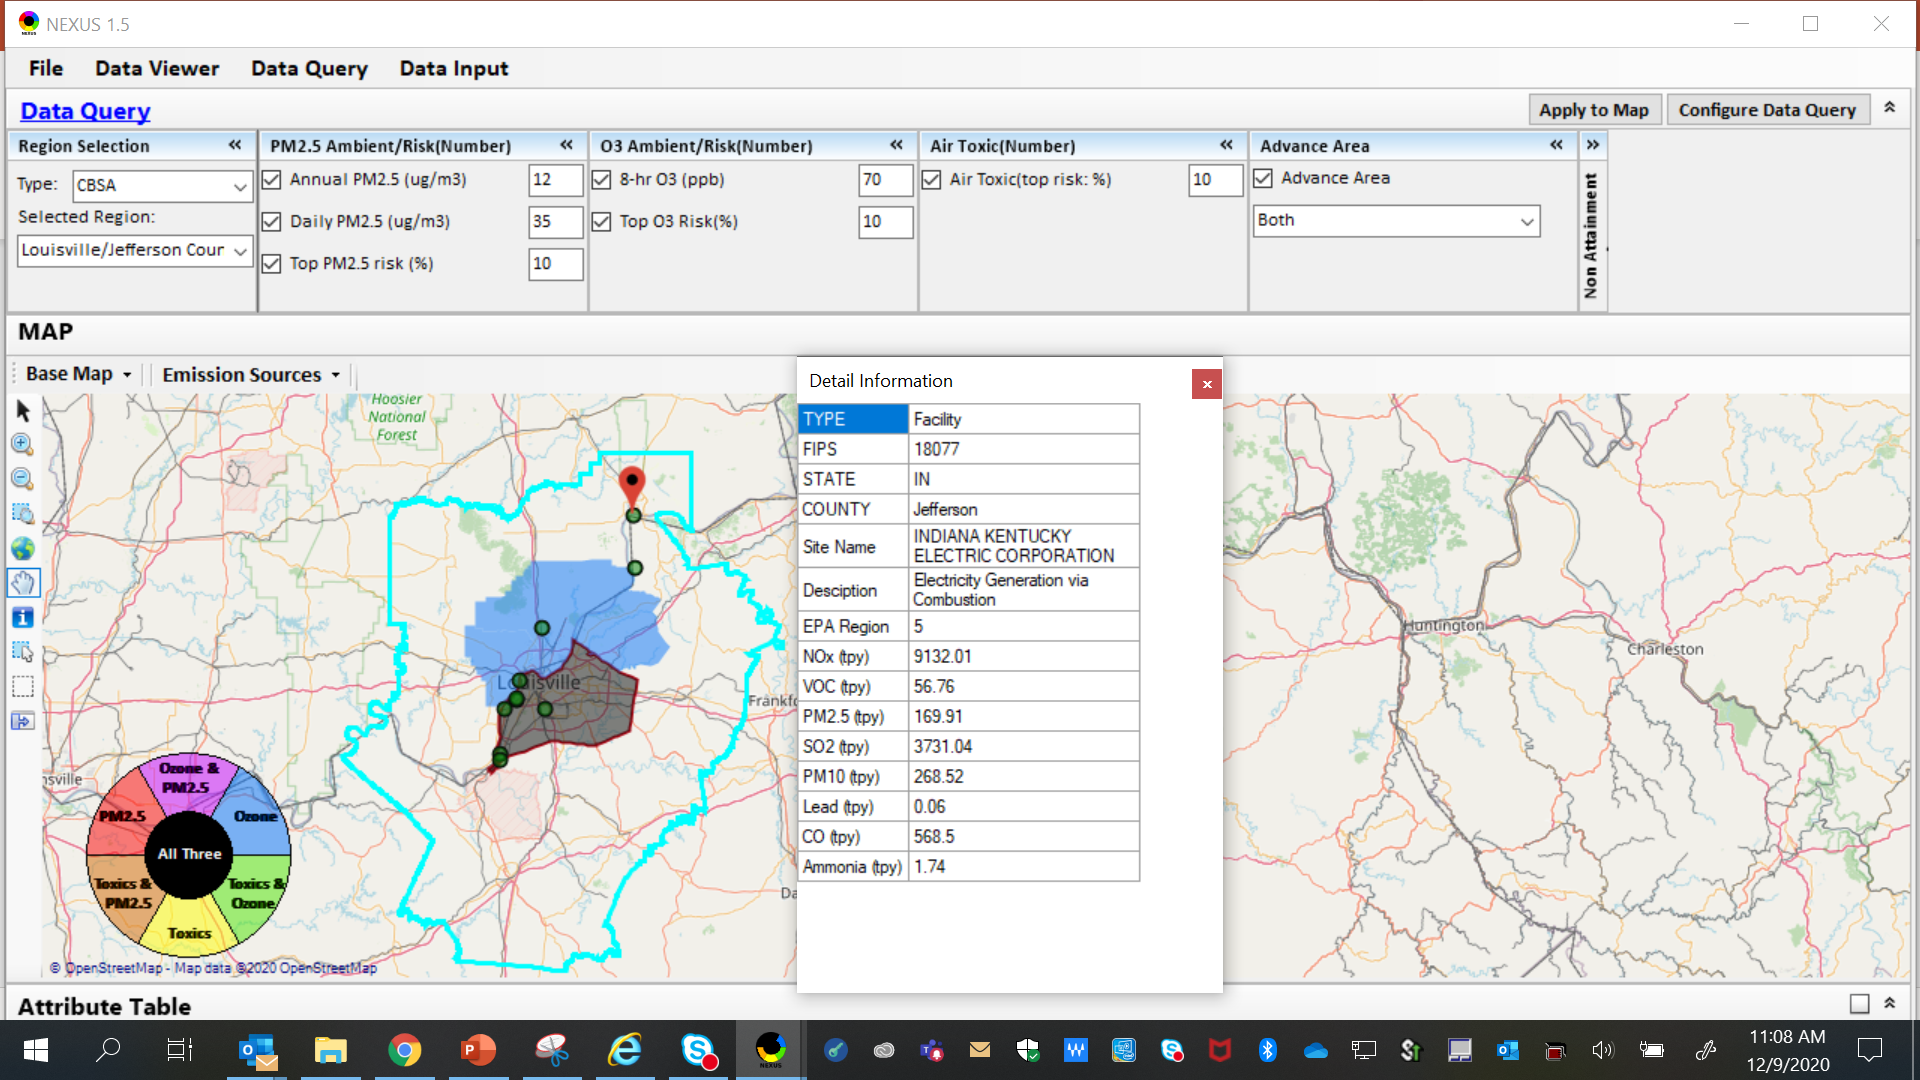 NEXUS 1.5
File Data Viewer Data Query Data Input
Data Query
Apply to Map Configure Data Query
Region Selection
Type: CBSA
Selected Region:
Louisville/Jefferson Cour
PM2.5 Ambient/Risk(Number)
Annual PM2.5 (ug/m3) 12
Daily PM2.5 (ug/m3) 35
Top PM2.5 risk (%) 10
O3 Ambient/Risk(Number)
8-hr O3 (ppb) 70
Top O3 Risk(%) 10
Air Toxic(Number)
Air Toxic(top risk: %) 10
Advance Area
Advance Area
Both
Non Attainment
MAP
Base Map Emission Sources
Hoosier
National
Forest
Louisville
Frankfo
nsville
Da
Huntington
Charleston
Ozone &
PM2.5
PM2.5
Ozone
All Three
Toxics &
PM2.5
Toxics &
Ozone
Toxics
© OpenStreetMap - Map data ©2020 OpenStreetMap
Detail Information
TYPE Facility
FIPS 18077
STATE IN
COUNTY Jefferson
Site Name INDIANA KENTUCKY
ELECTRIC CORPORATION
Desciption Electricity Generation via
Combustion
EPA Region 5
NOx (tpy) 9132.01
VOC (tpy) 56.76
PM2.5 (tpy) 169.91
SO2 (tpy) 3731.04
PM10 (tpy) 268.52
Lead (tpy) 0.06
CO (tpy) 568.5
Ammonia (tpy) 1.74
Attribute Table
11:08 AM
12/9/2020